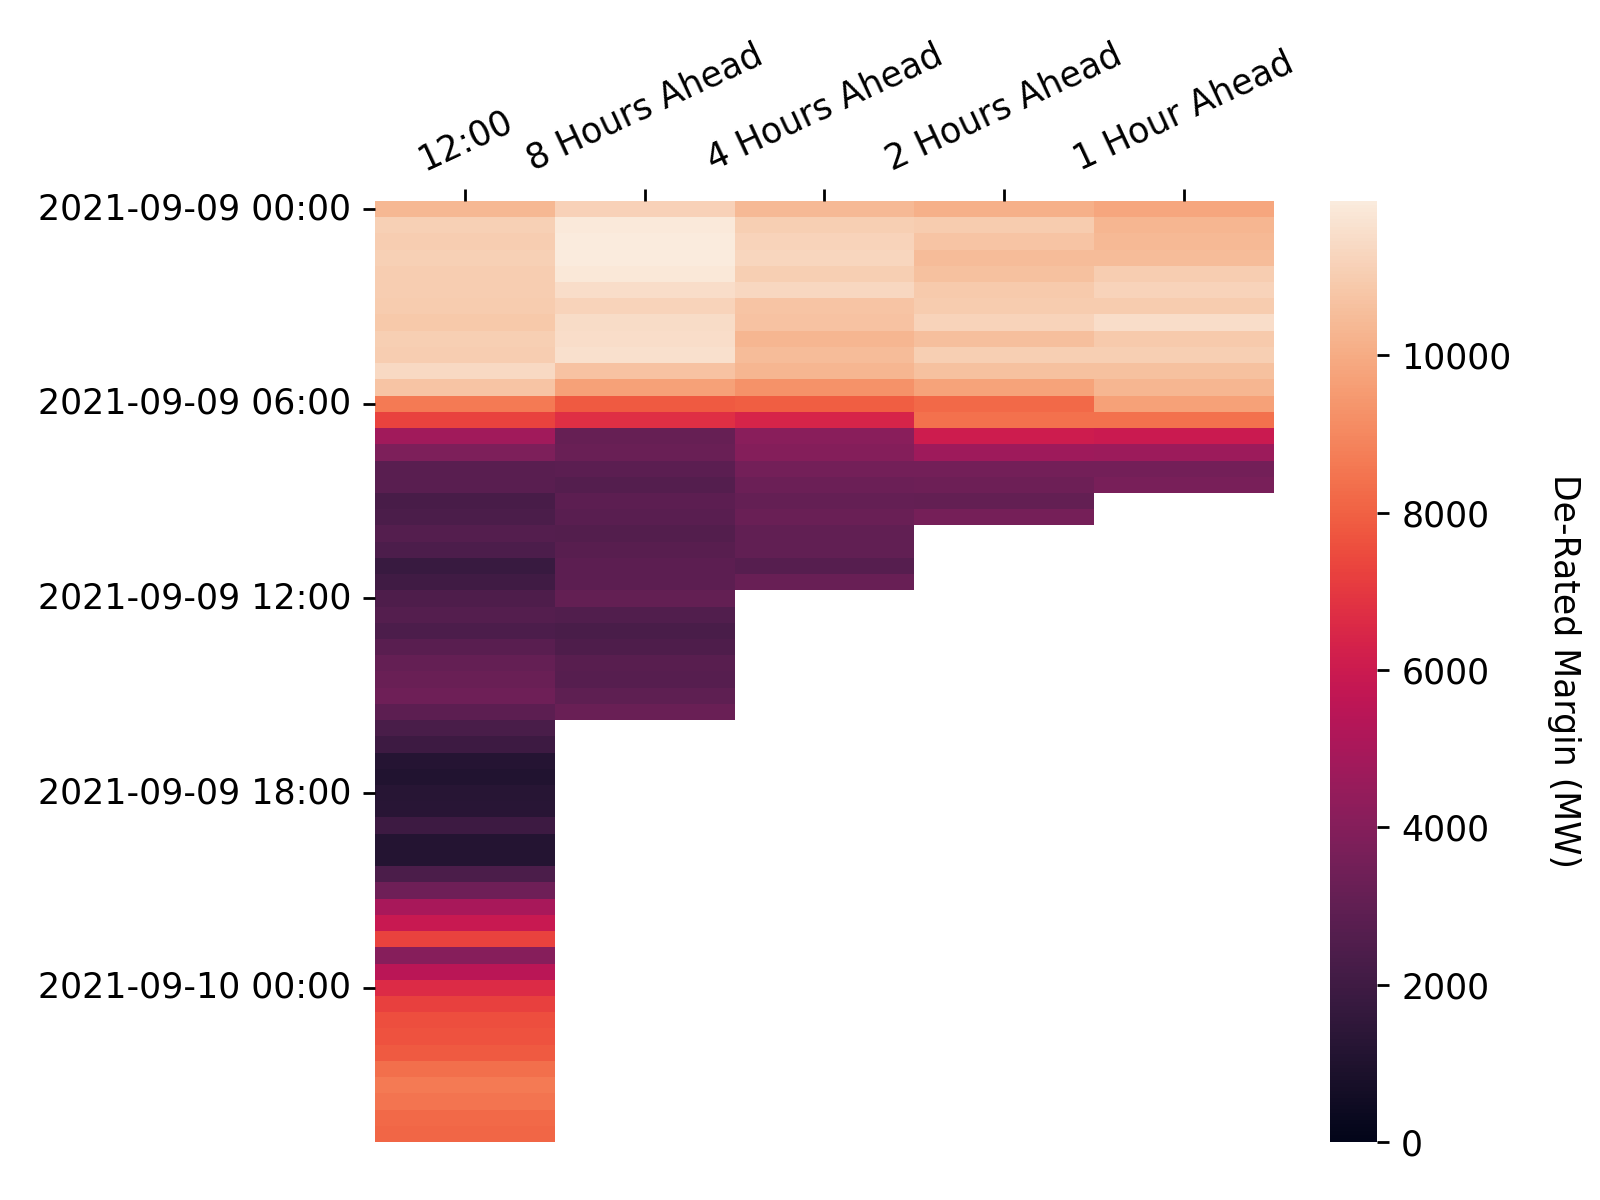 12:00
8 Hours Ahead
4 Hours Ahead
2 Hours Ahead
1 Hour Ahead
2021-09-09 00:00
2021-09-09 06:00
2021-09-09 12:00
2021-09-09 18:00
2021-09-10 00:00
10000
8000
6000
4000
2000
0
De-Rated Margin (MW)